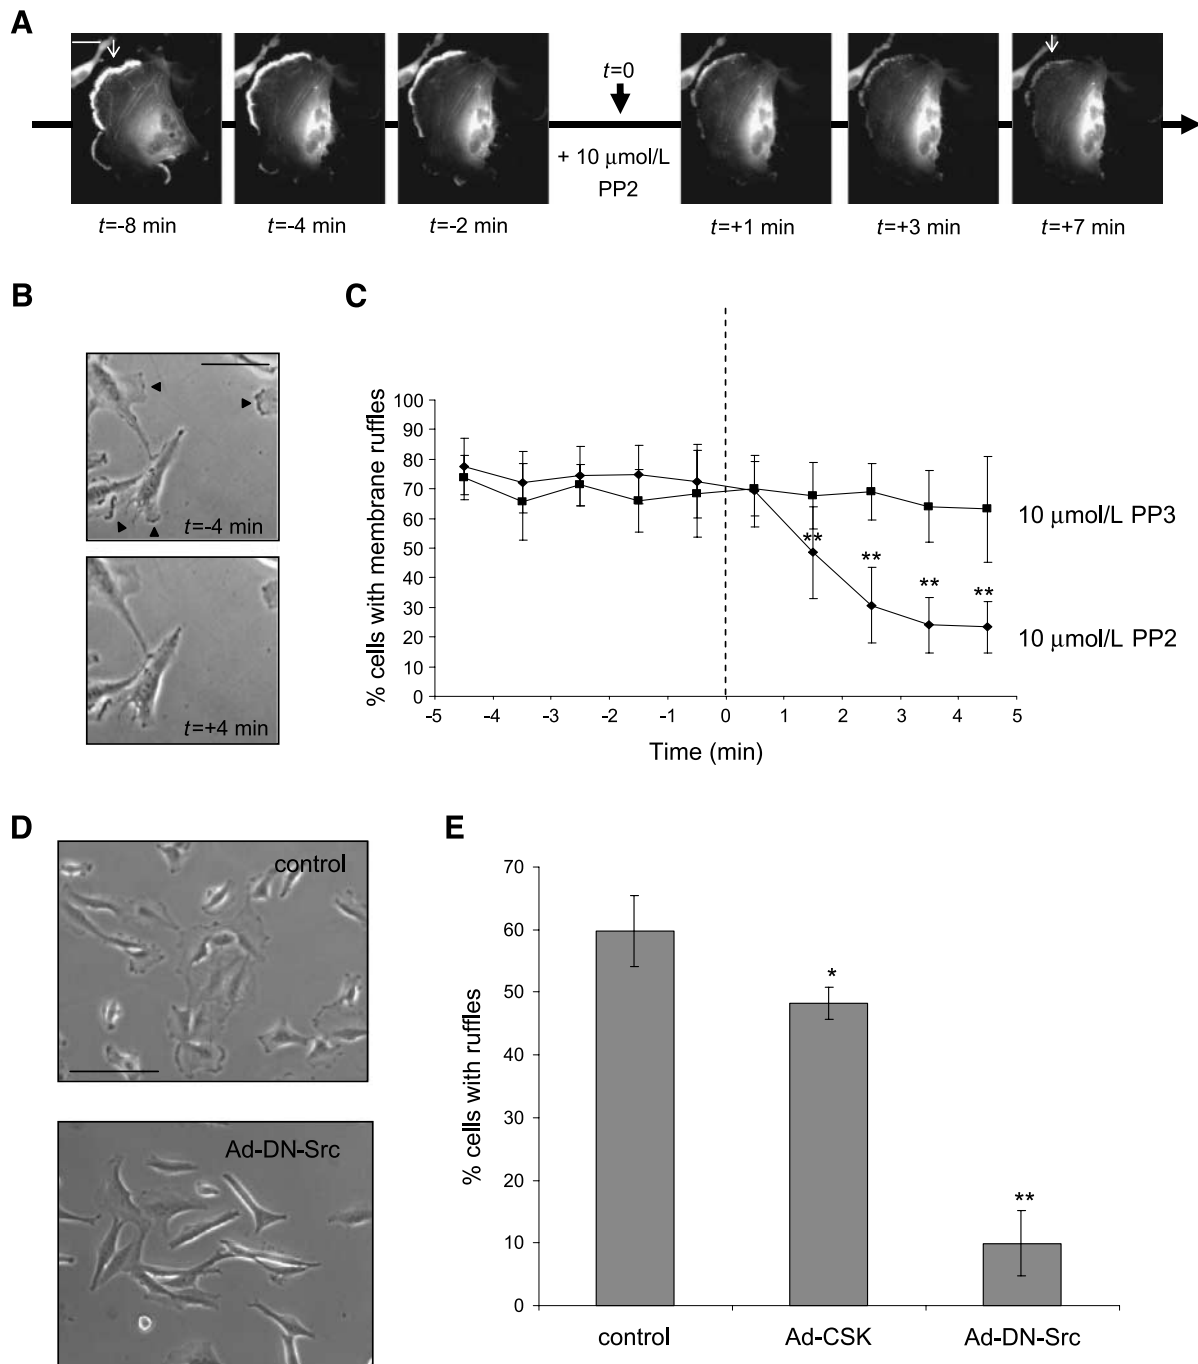 A
t=0
+ 10 μmol/L
PP2
t=-8 min
t=-4 min
t=-2 min
t=+1 min
t=+3 min
t=+7 min
B
t=-4 min
t=+4 min
C
% cells with membrane ruffles
100
90
80
70
60
50
40
30
20
10
0
-5 -4 -3 -2 -1 0 1 2 3 4 5
Time (min)
** ** ** **
10 μmol/L PP3
10 μmol/L PP2
D
control
Ad-DN-Src
E
% cells with ruffles
70
60
50
40
30
20
10
0
*
**
control Ad-CSK Ad-DN-Src